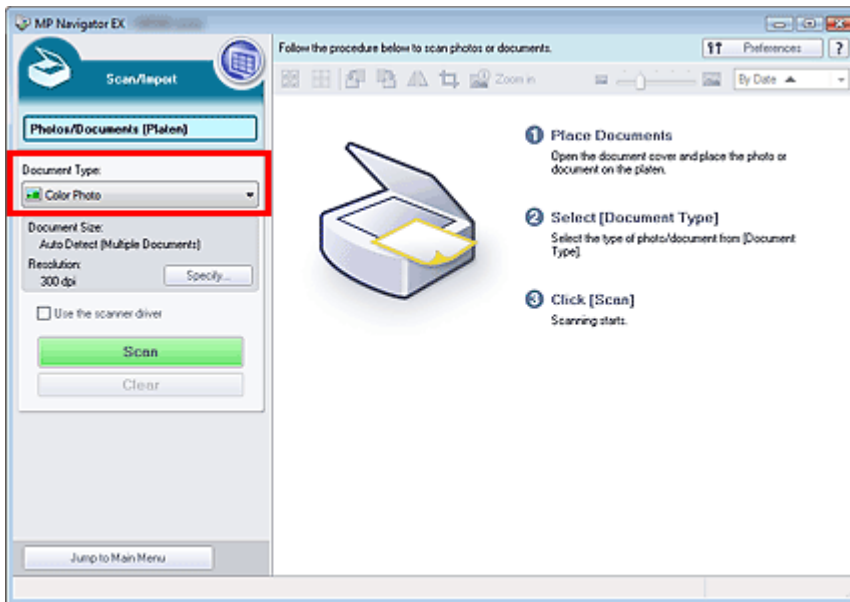 MP Navigator EX
Scan/Import
Photos/Documents (Platen)
Document Type:
Color Photo
Document Size:
Auto Detect (Multiple Documents)
Resolution:
300 dpi
Specify...
Use the scanner driver
Scan
Clear
Jump to Main Menu
Follow the procedure below to scan photos or documents.
Preferences
?
Zoom in
By Date
1 Place Documents
Open the document cover and place the photo or
document on the platen.
2 Select [Document Type]
Select the type of photo/document from [Document
Type].
3 Click [Scan]
Scanning starts.